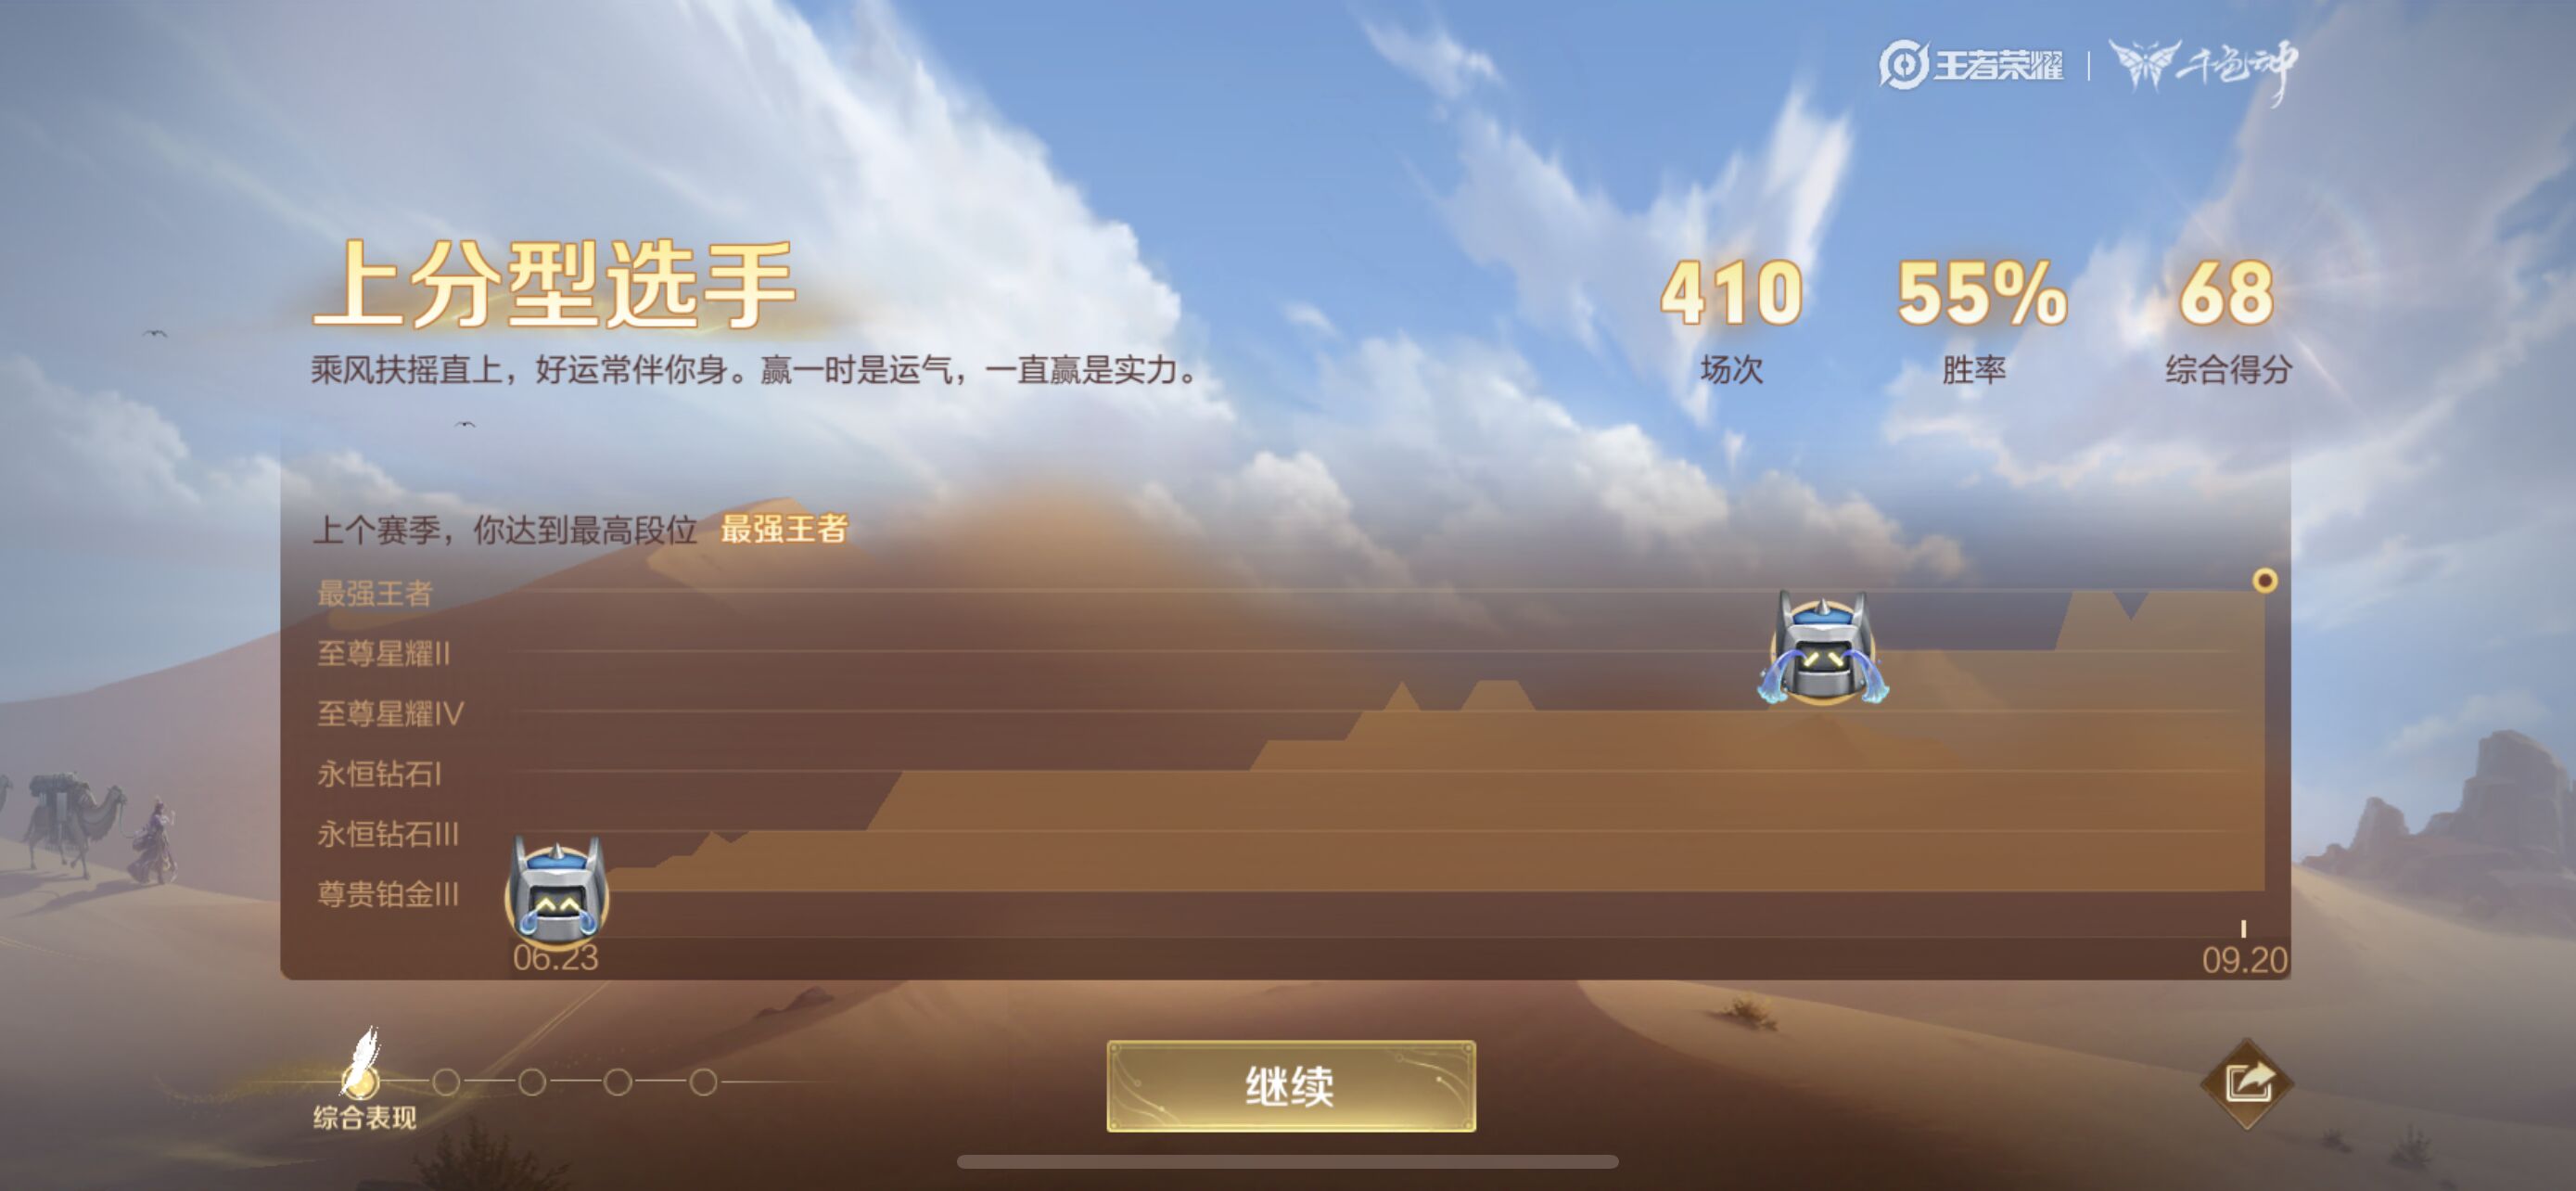 王者荣耀 | 千色云中
上分型选手
乘风扶摇直上，好运常伴你身。赢一时是运气，一直赢是实力。
410
场次
55%
胜率
68
综合得分
上个赛季，你达到最高段位 最强王者
最强王者
至尊星耀II
至尊星耀IV
永恒钻石I
永恒钻石III
尊贵铂金III
06.23
09.20
综合表现
继续